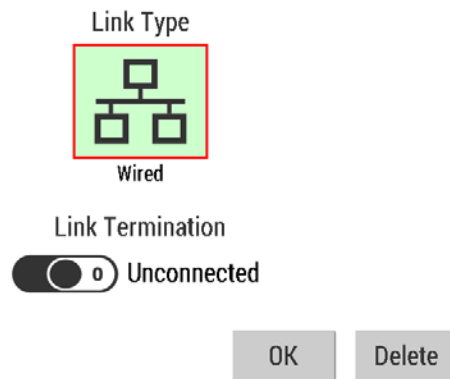 Link Type
Wired
Link Termination
0 Unconnected
OK Delete